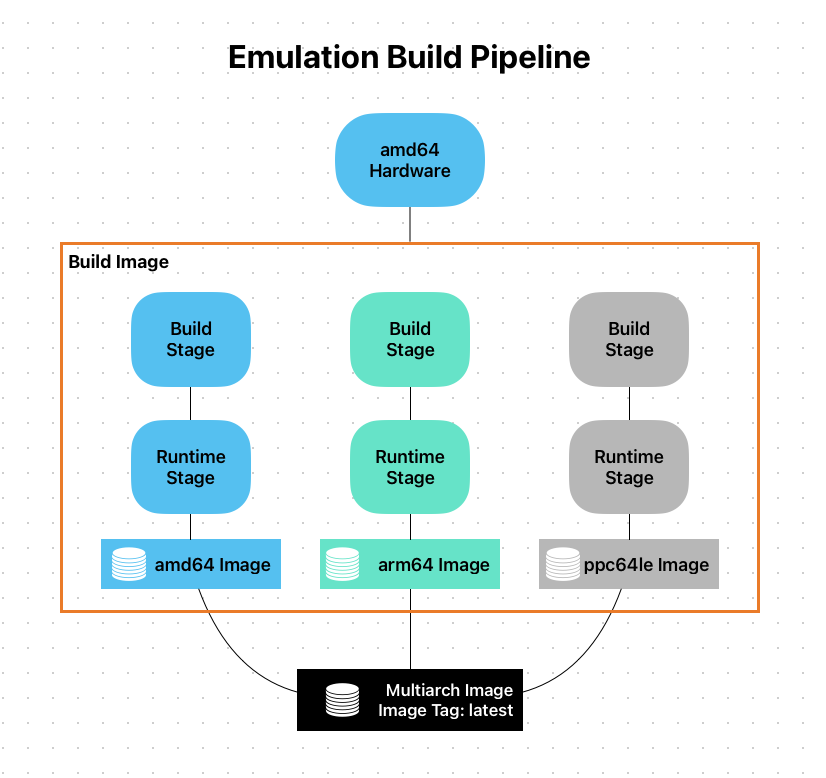 Emulation Build Pipeline
amd64
Hardware
Build Image
Build
Stage
Build
Stage
Build
Stage
Runtime
Stage
Runtime
Stage
Runtime
Stage
amd64 Image
arm64 Image
ppc64le Image
Multiarch Image
Image Tag: latest